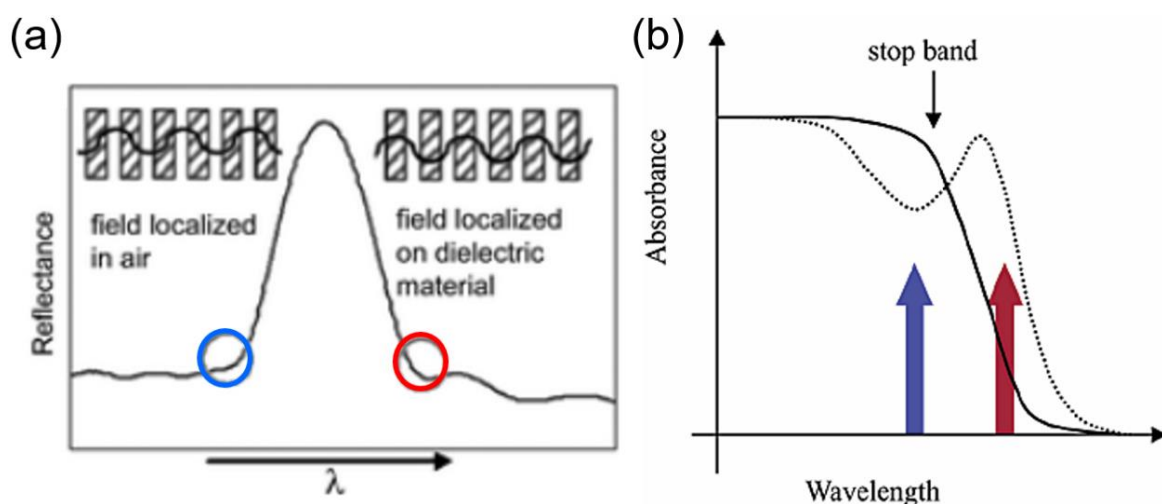 (a)
field localized
in air
field localized
on dielectric
material
Reflectance
λ
(b)
stop band
Absorbance
Wavelength